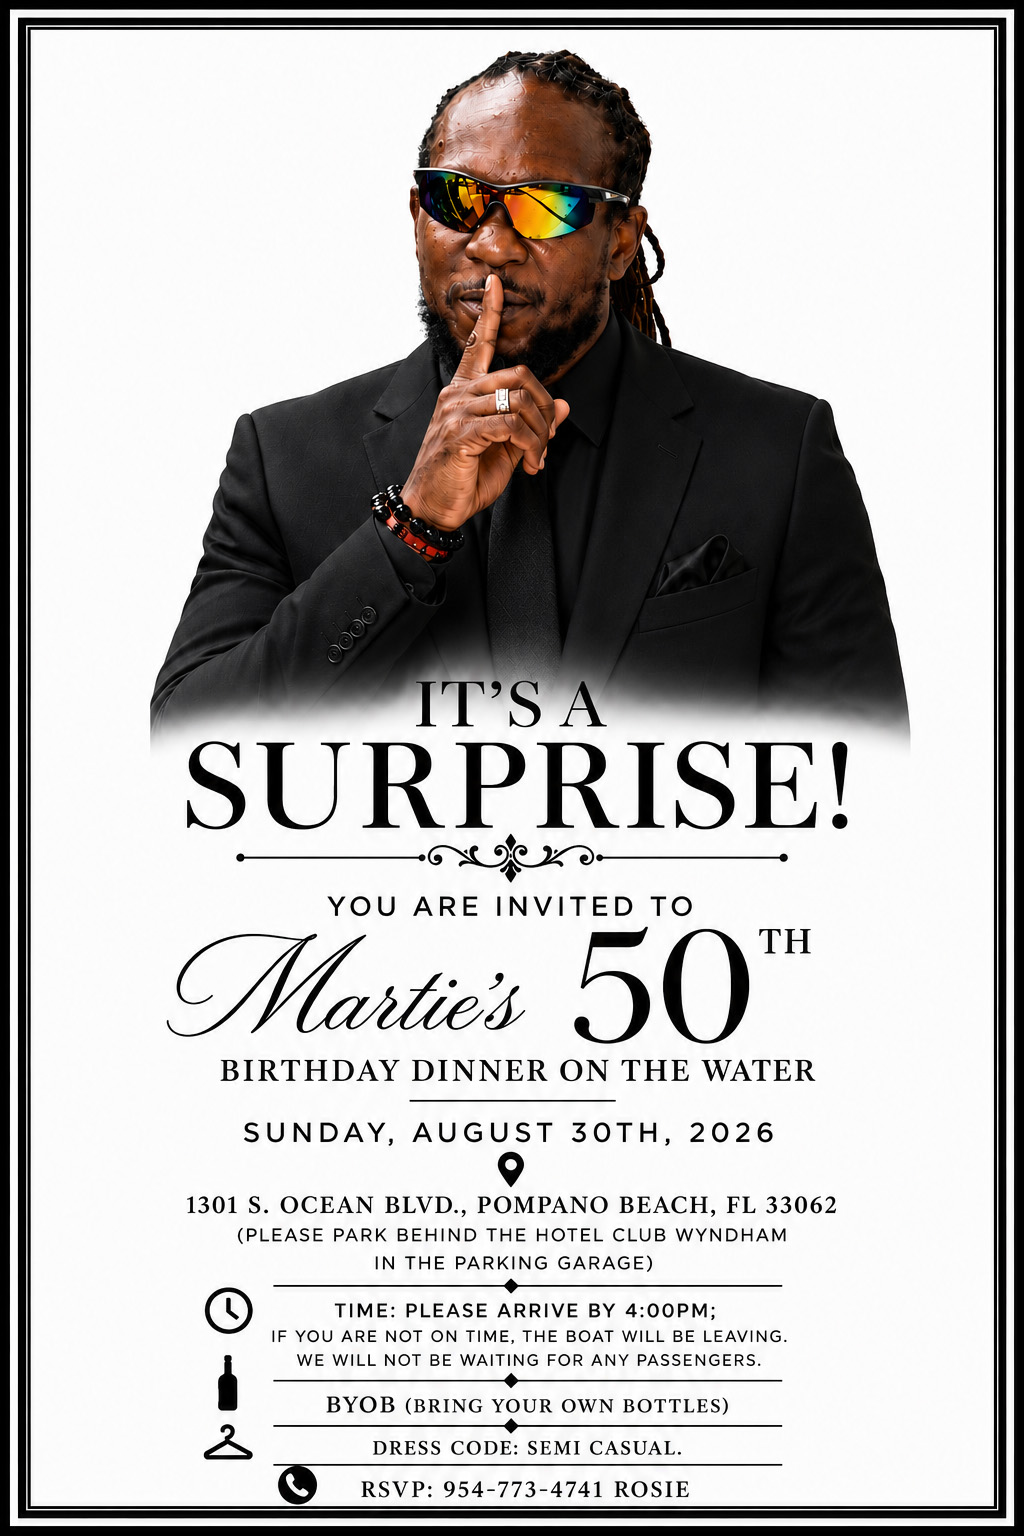 IT'S A
SURPRISE!
YOU ARE INVITED TO
Martie's 50TH
BIRTHDAY DINNER ON THE WATER
SUNDAY, AUGUST 30TH, 2026
1301 S. OCEAN BLVD., POMPANO BEACH, FL 33062
(PLEASE PARK BEHIND THE HOTEL CLUB WYNDHAM
IN THE PARKING GARAGE)
TIME: PLEASE ARRIVE BY 4:00PM;
IF YOU ARE NOT ON TIME, THE BOAT WILL BE LEAVING.
WE WILL NOT BE WAITING FOR ANY PASSENGERS.
BYOB (BRING YOUR OWN BOTTLES)
DRESS CODE: SEMI CASUAL.
RSVP: 954-773-4741 ROSIE